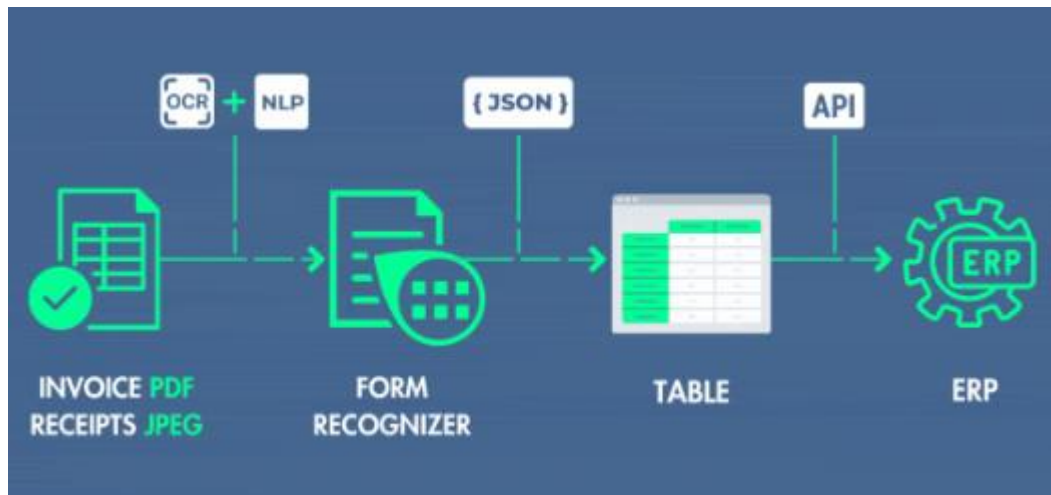 OCR + NLP
{ JSON }
API
ERP
INVOICE PDF
RECEIPTS JPEG
FORM
RECOGNIZER
TABLE
ERP